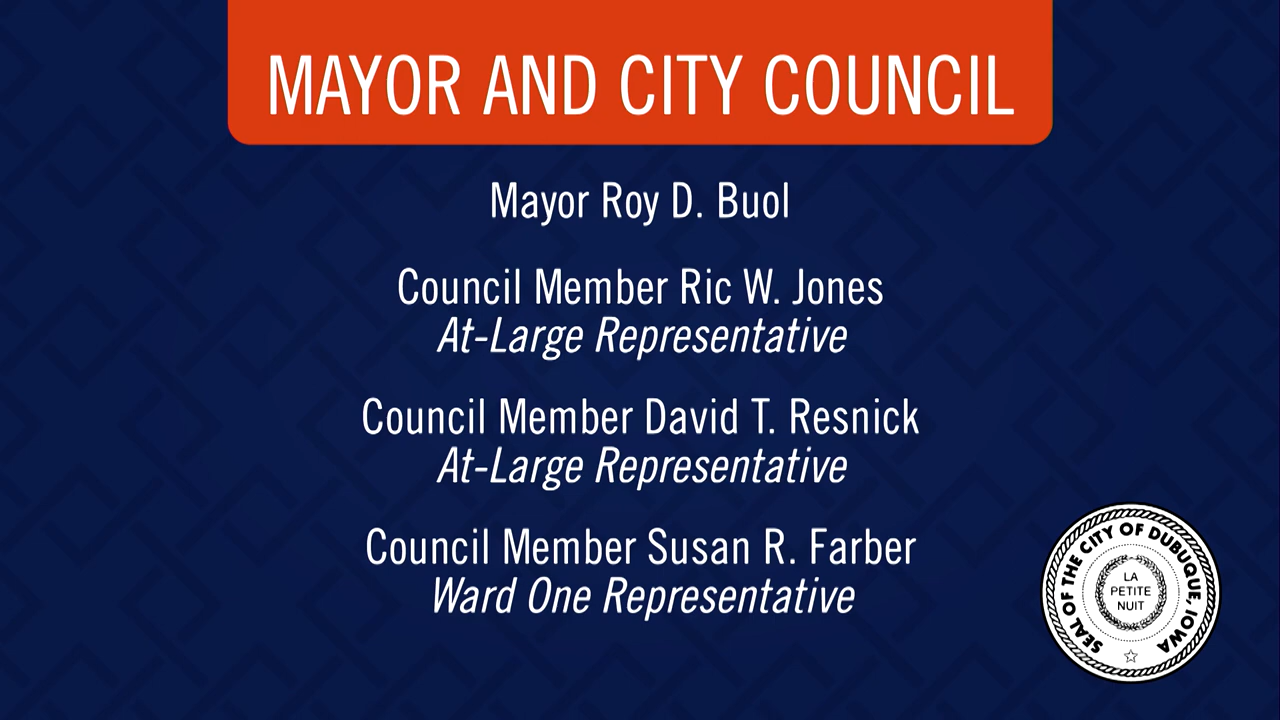 MAYOR AND CITY COUNCIL
Mayor Roy D. Buol
Council Member Ric W. Jones
At-Large Representative
Council Member David T. Resnick
At-Large Representative
Council Member Susan R. Farber
Ward One Representative
SEAL OF THE CITY OF DUBUQUE, IOWA
LA
PETITE
NUIT